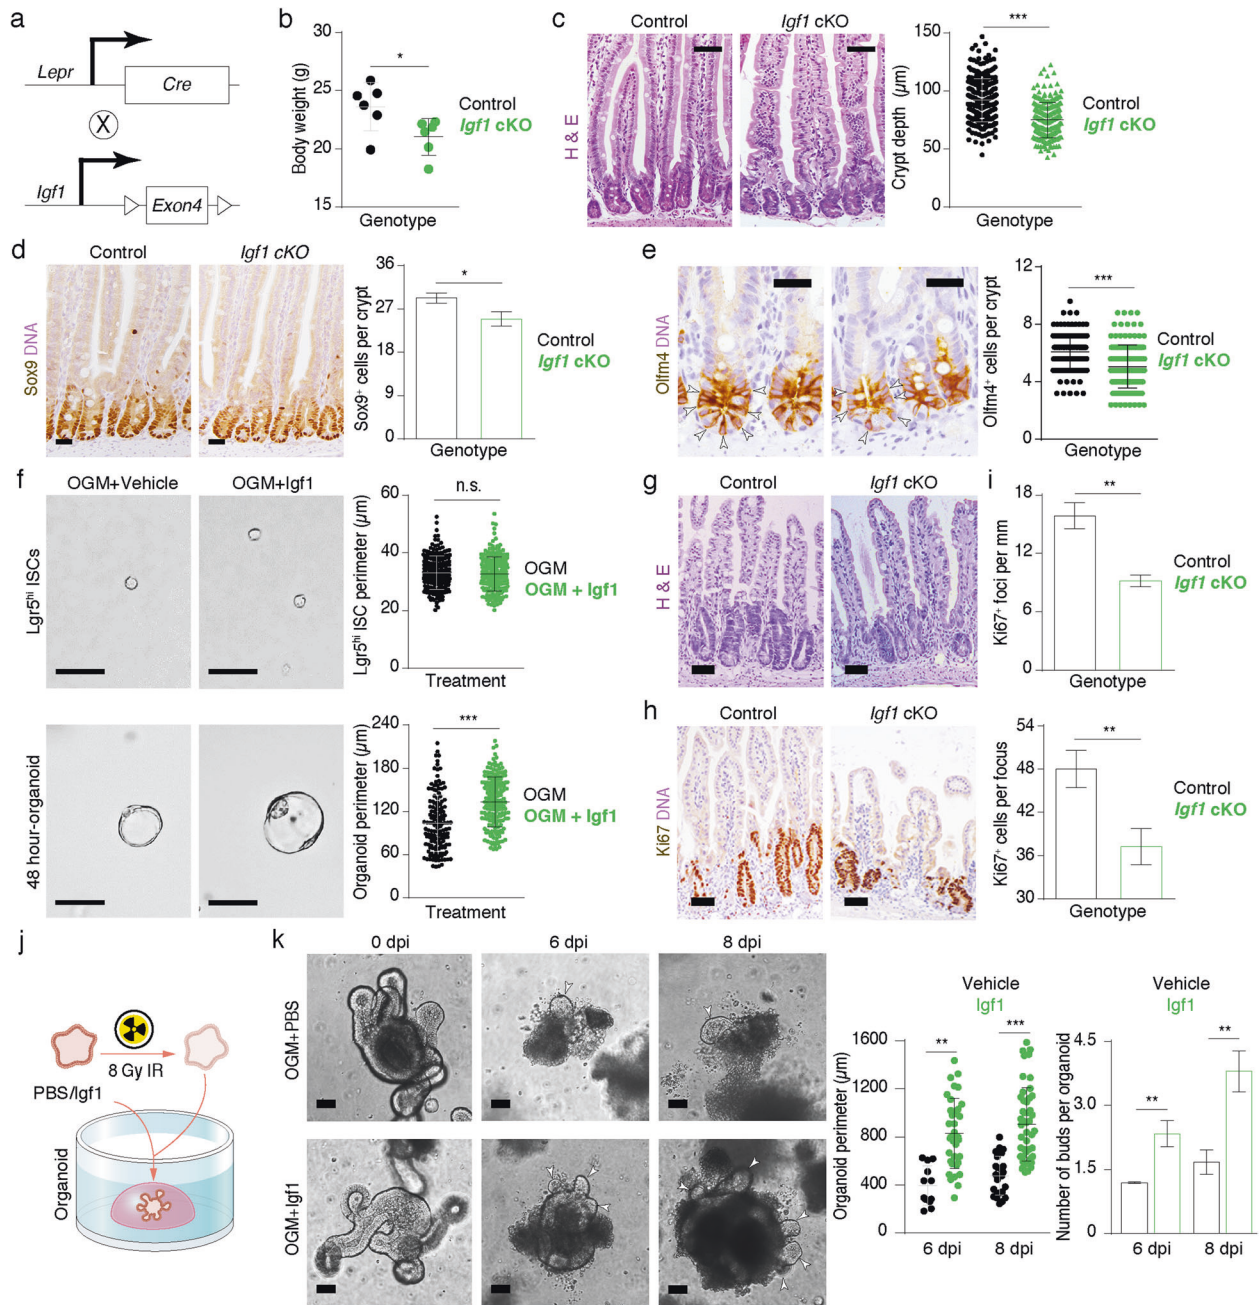 a
Lepr
Cre
X
Igf1
Exon4
b
Body weight (g)
30
25
20
15
*
Genotype
Control
Igf1 cKO
c
Control
Igf1 cKO
H & E
Crypt depth (µm)
150
100
50
0
***
Genotype
Control
Igf1 cKO
d
Control
Igf1 cKO
Sox9 DNA
Sox9⁺ cells per crypt
36
27
18
9
0
*
Genotype
Control
Igf1 cKO
e
Olfm4 DNA
Olfm4⁺ cells per crypt
12
8
4
0
***
Genotype
Control
Igf1 cKO
f
OGM+Vehicle
OGM+Igf1
Lgr5ʰⁱ ISCs
Lgr5ʰⁱ ISC perimeter (µm)
60
40
20
0
n.s.
Treatment
OGM
OGM + Igf1
48 hour-organoid
Organoid perimeter (µm)
240
180
120
60
0
***
Treatment
OGM
OGM + Igf1
g
Control
Igf1 cKO
H & E
h
Control
Igf1 cKO
Ki67 DNA
i
Ki67⁺ foci per mm
18
12
6
0
**
Genotype
Control
Igf1 cKO
Ki67⁺ cells per focus
54
48
42
36
30
**
Genotype
Control
Igf1 cKO
j
8 Gy IR
PBS/Igf1
Organoid
k
0 dpi
6 dpi
8 dpi
OGM+PBS
OGM+Igf1
Vehicle
Igf1
Organoid perimeter (µm)
1600
1200
800
400
0
**
***
6 dpi
8 dpi
Vehicle
Igf1
Number of buds per organoid
4.5
3.0
1.5
0
**
**
6 dpi
8 dpi